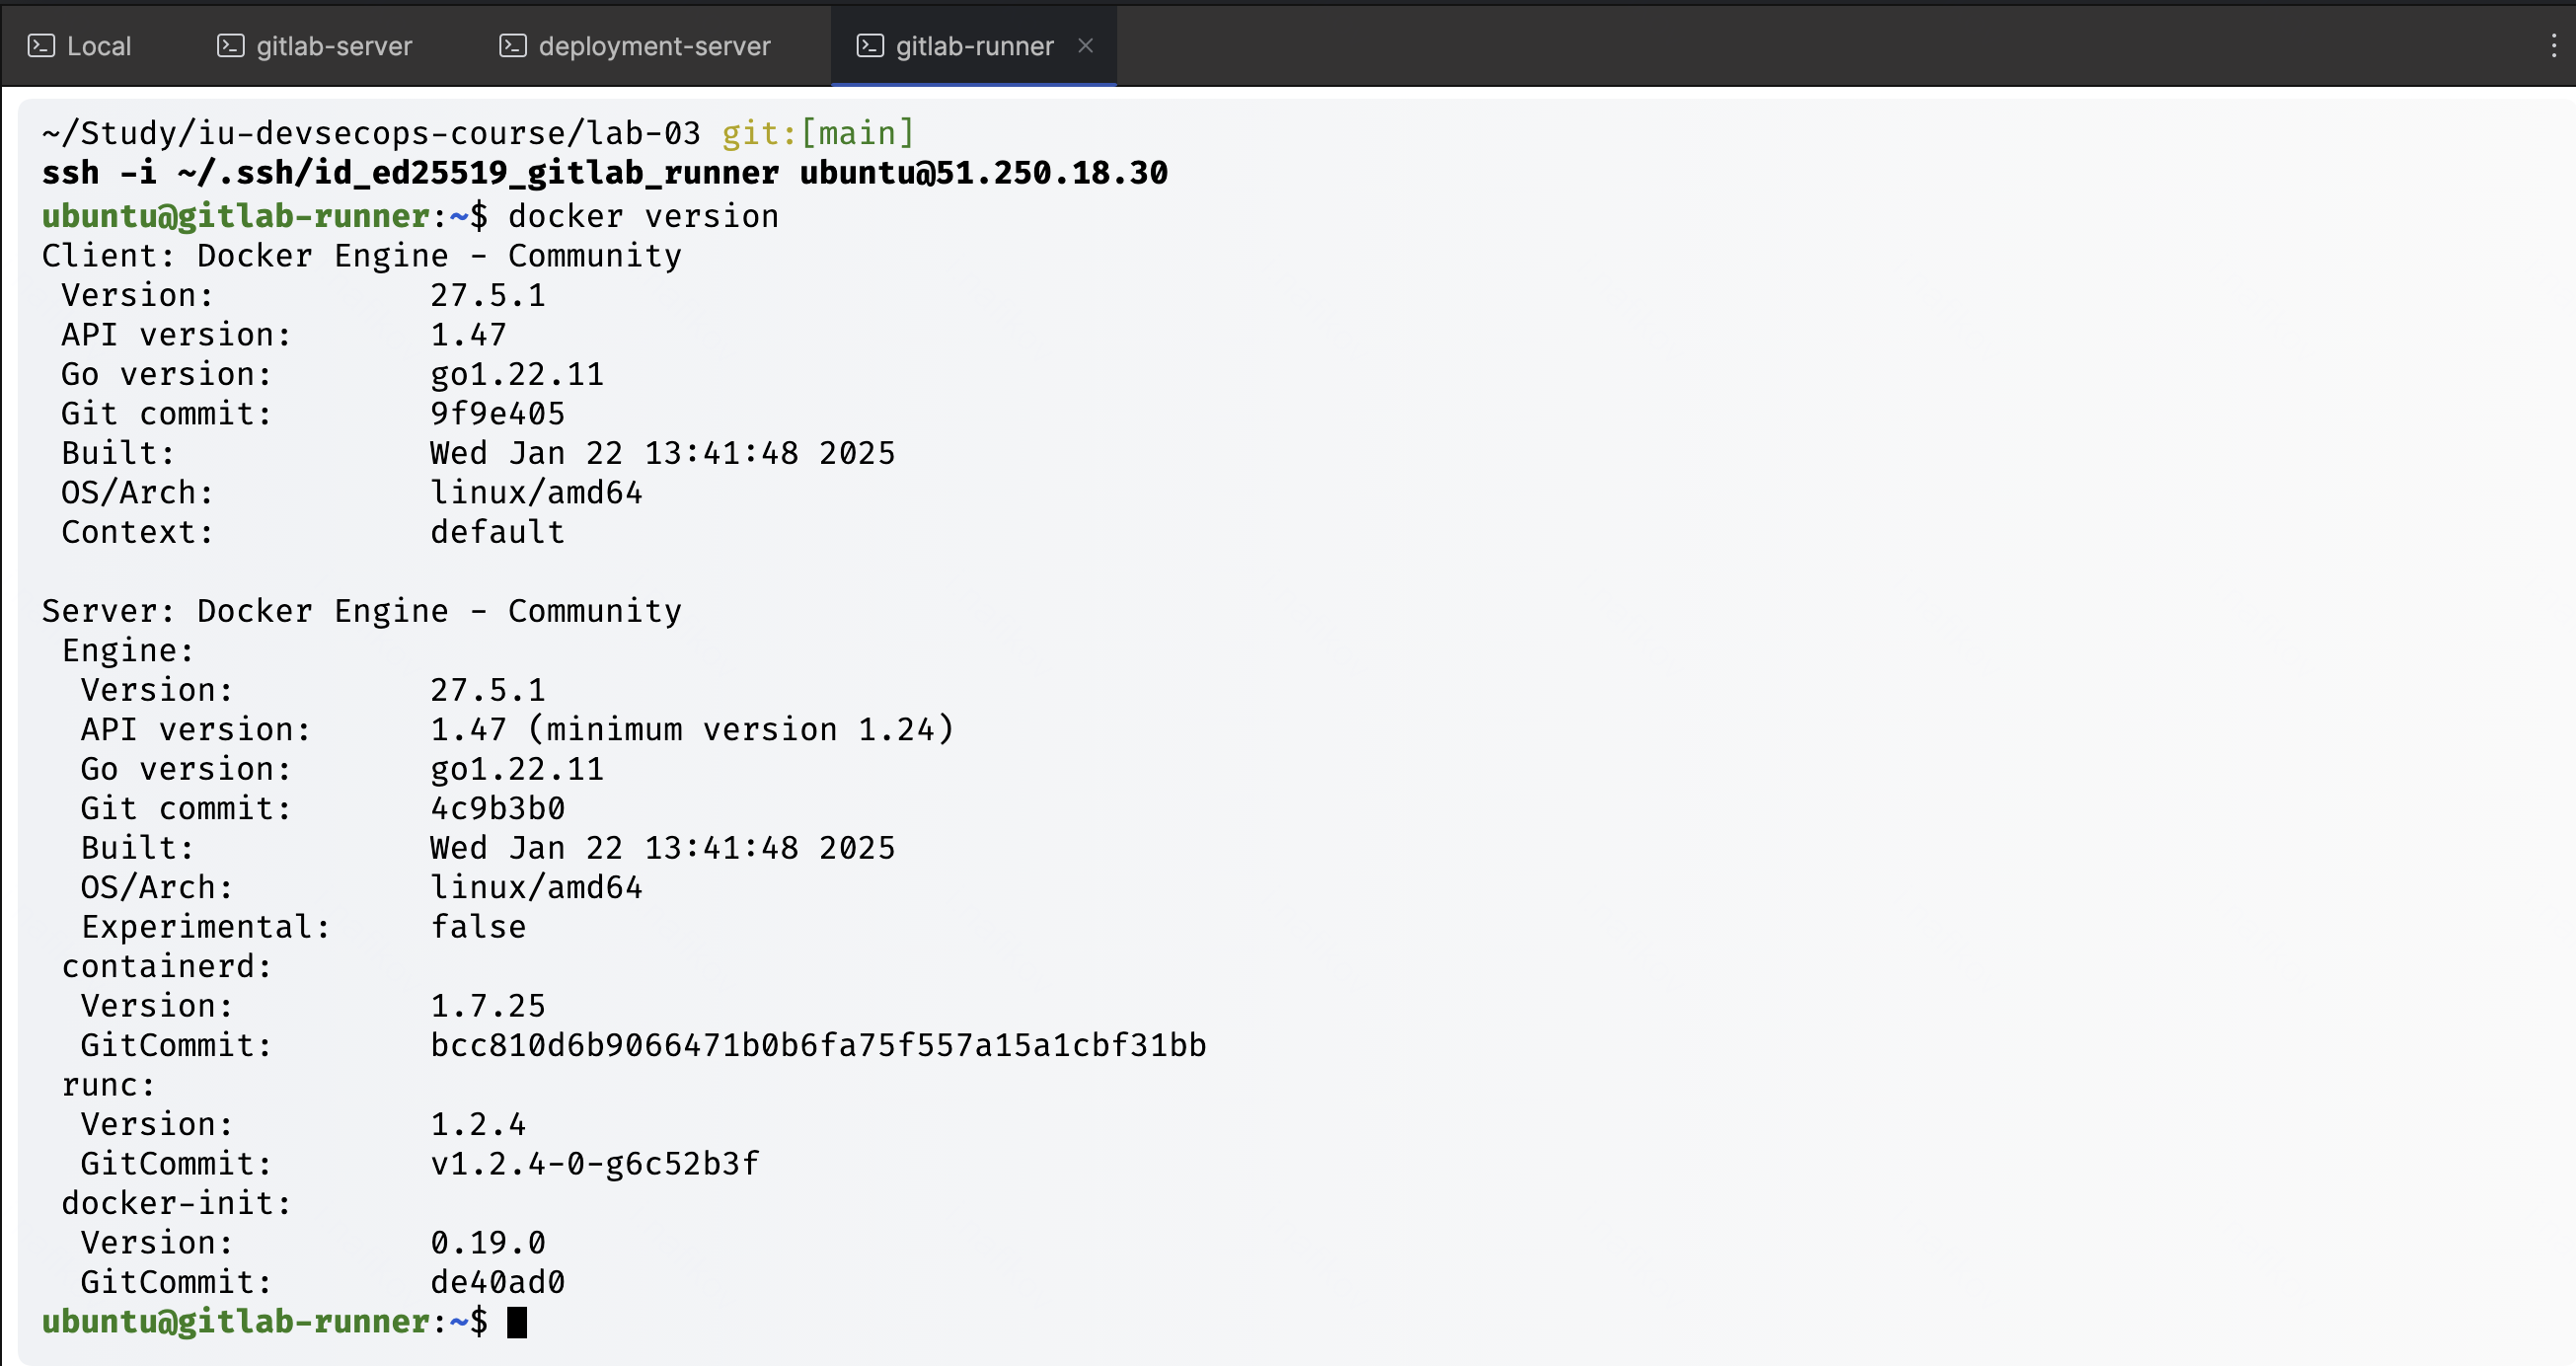 Local gitlab-server deployment-server gitlab-runner
~/Study/iu-devsecops-course/lab-03 git:[main]
ssh -i ~/.ssh/id_ed25519_gitlab_runner ubuntu@51.250.18.30
ubuntu@gitlab-runner:~$ docker version
Client: Docker Engine - Community
 Version:           27.5.1
 API version:       1.47
 Go version:        go1.22.11
 Git commit:        9f9e405
 Built:             Wed Jan 22 13:41:48 2025
 OS/Arch:           linux/amd64
 Context:           default
Server: Docker Engine - Community
 Engine:
  Version:          27.5.1
  API version:      1.47 (minimum version 1.24)
  Go version:       go1.22.11
  Git commit:       4c9b3b0
  Built:            Wed Jan 22 13:41:48 2025
  OS/Arch:          linux/amd64
  Experimental:     false
 containerd:
  Version:          1.7.25
  GitCommit:        bcc810d6b9066471b0b6fa75f557a15a1cbf31bb
 runc:
  Version:          1.2.4
  GitCommit:        v1.2.4-0-g6c52b3f
 docker-init:
  Version:          0.19.0
  GitCommit:        de40ad0
ubuntu@gitlab-runner:~$